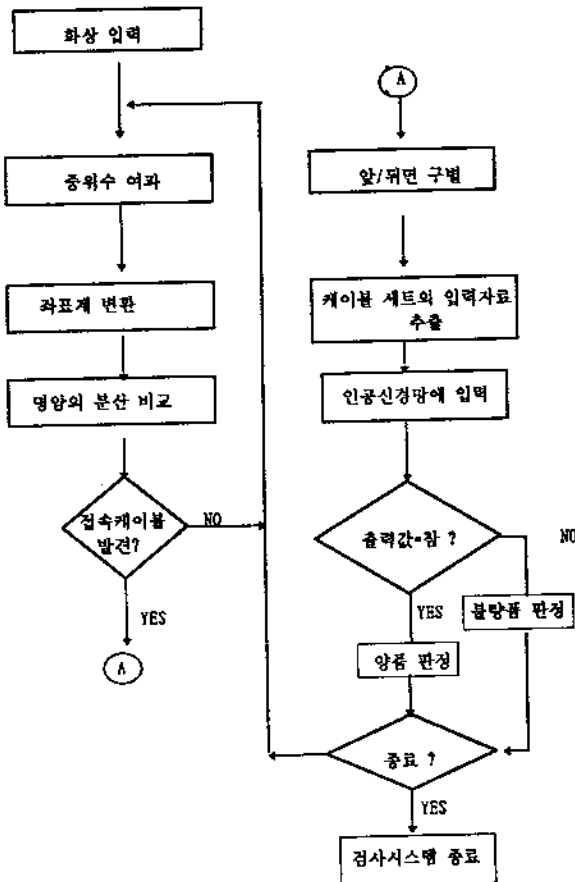 화상 입력
중위수 여과
좌표계 변환
명암의 분산 비교
접속케이블
발견?
NO
YES
A
A
앞/뒤면 구별
케이블 세트의 입력자료
추출
인공신경망에 입력
출력값=참 ?
NO
YES
불량품 판정
양품 판정
종료 ?
YES
검사시스템 종료